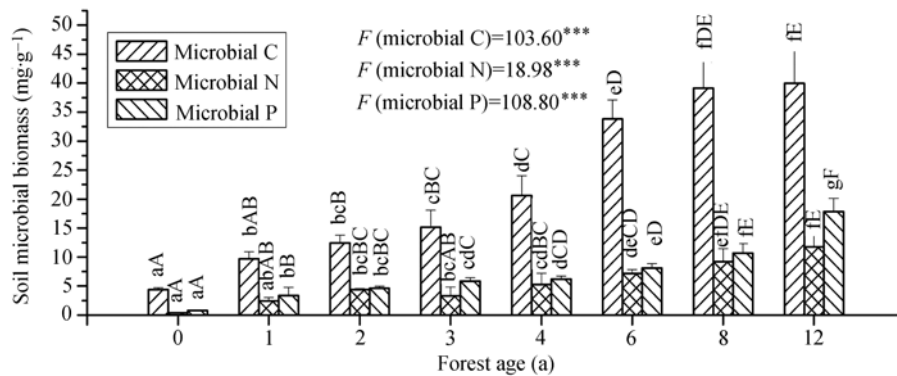 Soil microbial biomass (mg·g⁻¹)
50
45
40
35
30
25
20
15
10
5
0
Microbial C
Microbial N
Microbial P
F (microbial C)=103.60***
F (microbial N)=18.98***
F (microbial P)=108.80***
aA
aA
aA
bAB
abAB
bB
bcB
bcBC
bcBC
cBC
bcAB
cdC
dC
cdBC
dCD
eD
deCD
eD
fDE
efDE
fE
fE
fE
gF
0 1 2 3 4 6 8 12
Forest age (a)